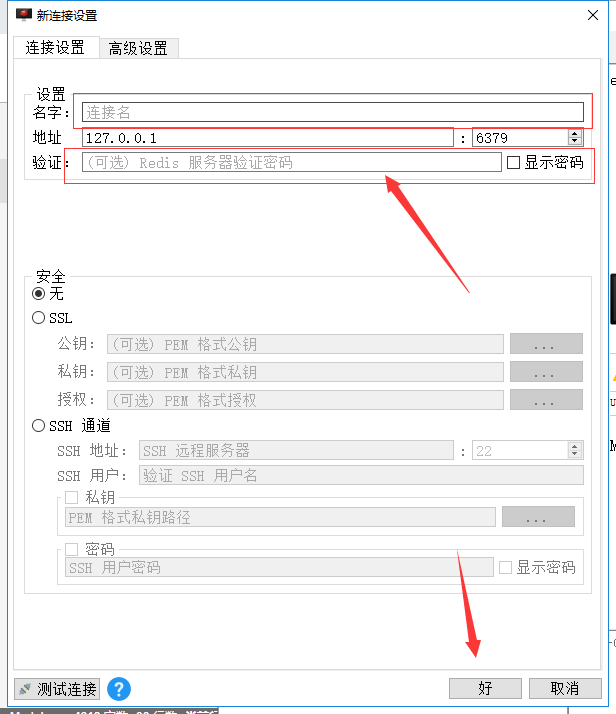 新连接设置
连接设置 高级设置
设置
名字： 连接名
地址 127.0.0.1 : 6379
验证： (可选) Redis 服务器验证密码 显示密码
安全
无
SSL
公钥： (可选) PEM 格式公钥 ...
私钥： (可选) PEM 格式私钥 ...
授权： (可选) PEM 格式授权 ...
SSH 通道
SSH 地址： SSH 远程服务器 : 22
SSH 用户： 验证 SSH 用户名
私钥
PEM 格式私钥路径 ...
密码
SSH 用户密码 显示密码
测试连接 ? 好 取消